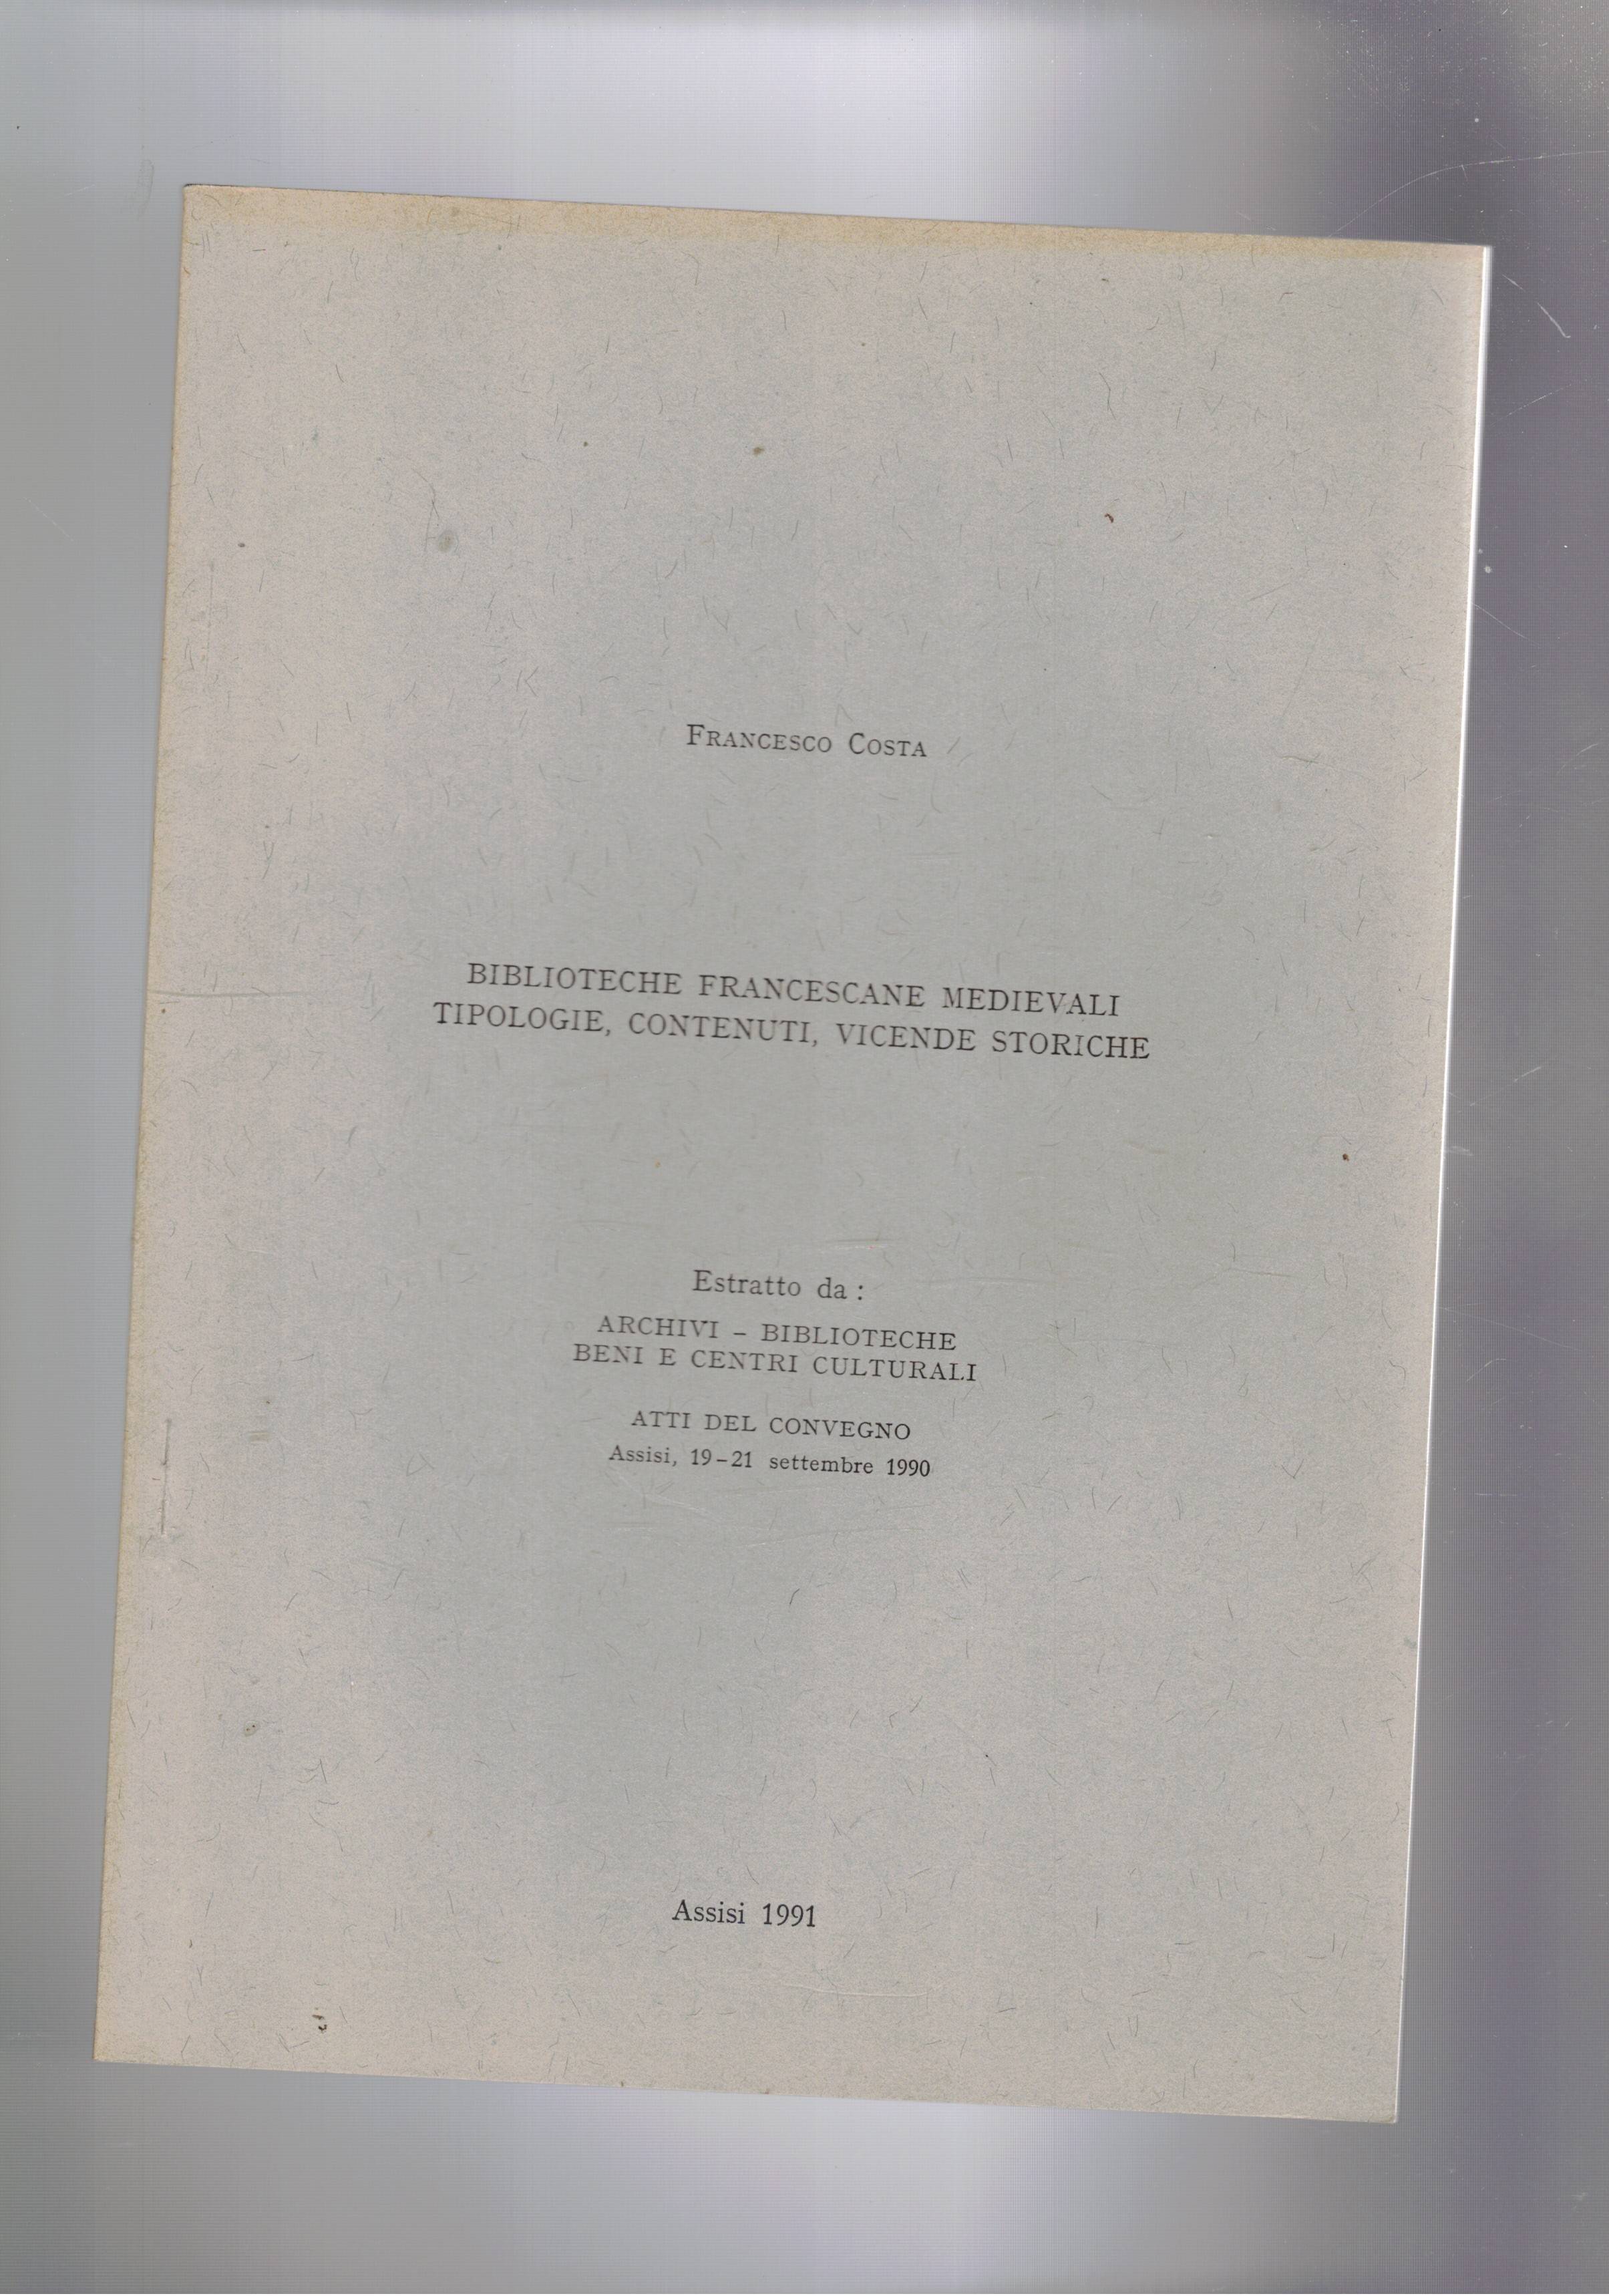 FRANCESCO COSTA
BIBLIOTECHE FRANCESCANE MEDIEVALI
TIPOLOGIE, CONTENUTI, VICENDE STORICHE
Estratto da :
ARCHIVI – BIBLIOTECHE
BENI E CENTRI CULTURALI
ATTI DEL CONVEGNO
Assisi, 19–21 settembre 1990
Assisi 1991